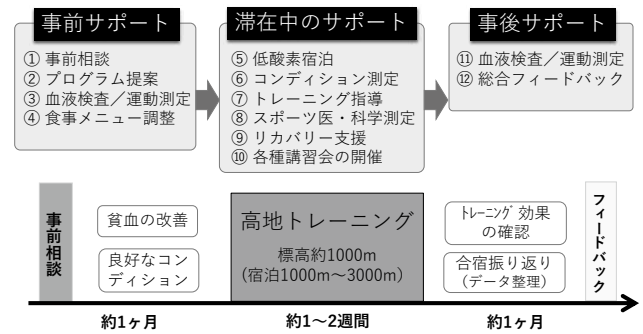 事前サポート
① 事前相談
② プログラム提案
③ 血液検査／運動測定
④ 食事メニュー調整
滞在中のサポート
⑤ 低酸素宿泊
⑥ コンディション測定
⑦ トレーニング指導
⑧ スポーツ医・科学測定
⑨ リカバリー支援
⑩ 各種講習会の開催
事後サポート
⑪ 血液検査／運動測定
⑫ 総合フィードバック
事前相談
貧血の改善
良好なコン
ディション
高地トレーニング
標高約1000m
(宿泊1000m～3000m)
ﾄﾚｰﾆﾝｸﾞ 効果
の確認
合宿振り返り
(データ整理)
フィードバック
約1ヶ月
約1～2週間
約1ヶ月